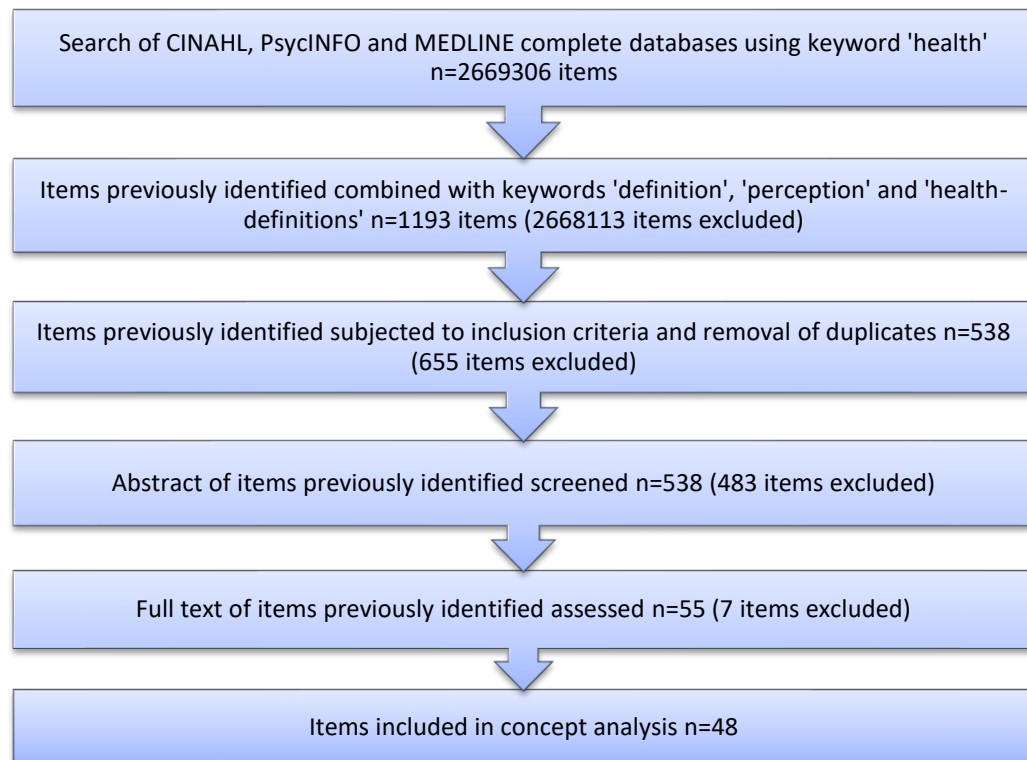 Search of CINAHL, PsycINFO and MEDLINE complete databases using keyword 'health'
n=2669306 items
Items previously identified combined with keywords 'definition', 'perception' and 'health-
definitions' n=1193 items (2668113 items excluded)
Items previously identified subjected to inclusion criteria and removal of duplicates n=538
(655 items excluded)
Abstract of items previously identified screened n=538 (483 items excluded)
Full text of items previously identified assessed n=55 (7 items excluded)
Items included in concept analysis n=48